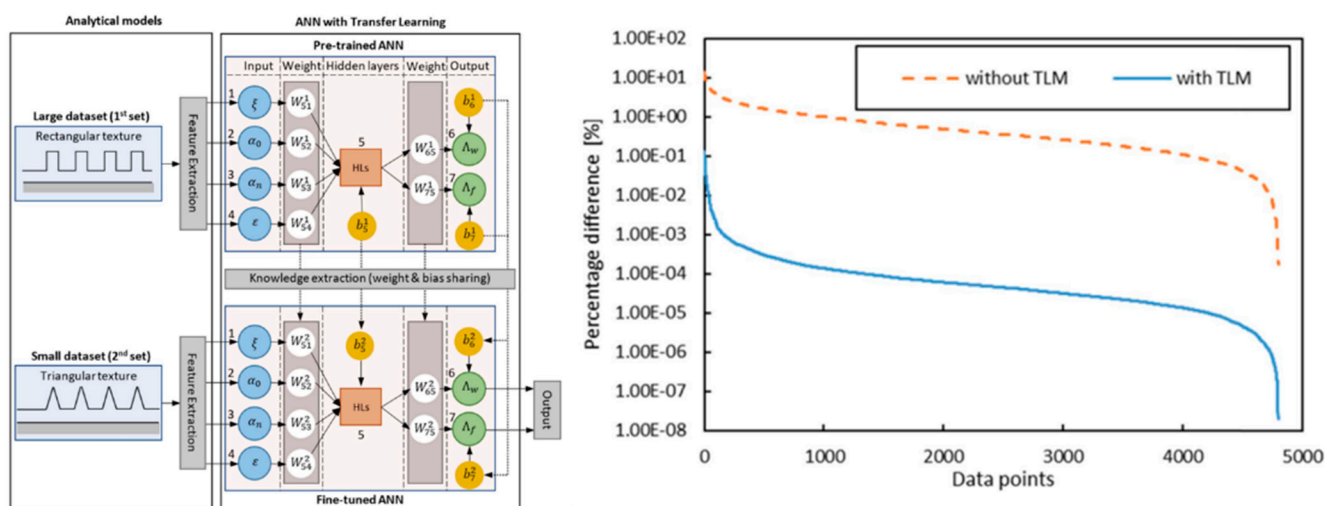 Analytical models
ANN with Transfer Learning
Pre-trained ANN
Input
Weight
Hidden layers
Weight
Output
Large dataset (1st set)
Rectangular texture
Feature Extraction
1
ξ
2
α0
3
αn
4
ε
W¹51
W¹52
W¹53
W¹54
5
HLs
b¹5
W¹65
W¹75
b¹6
6
Λw
7
Λf
b¹7
Knowledge extraction (weight & bias sharing)
Small dataset (2nd set)
Triangular texture
Feature Extraction
1
ξ
2
α0
3
αn
4
ε
W²51
W²52
W²53
W²54
b²5
HLs
5
W²65
W²75
b²6
6
Λw
7
Λf
b²7
Output
Fine-tuned ANN
Percentage difference [%]
1.00E+02
1.00E+01
1.00E+00
1.00E-01
1.00E-02
1.00E-03
1.00E-04
1.00E-05
1.00E-06
1.00E-07
1.00E-08
without TLM
with TLM
0
1000
2000
3000
4000
5000
Data points